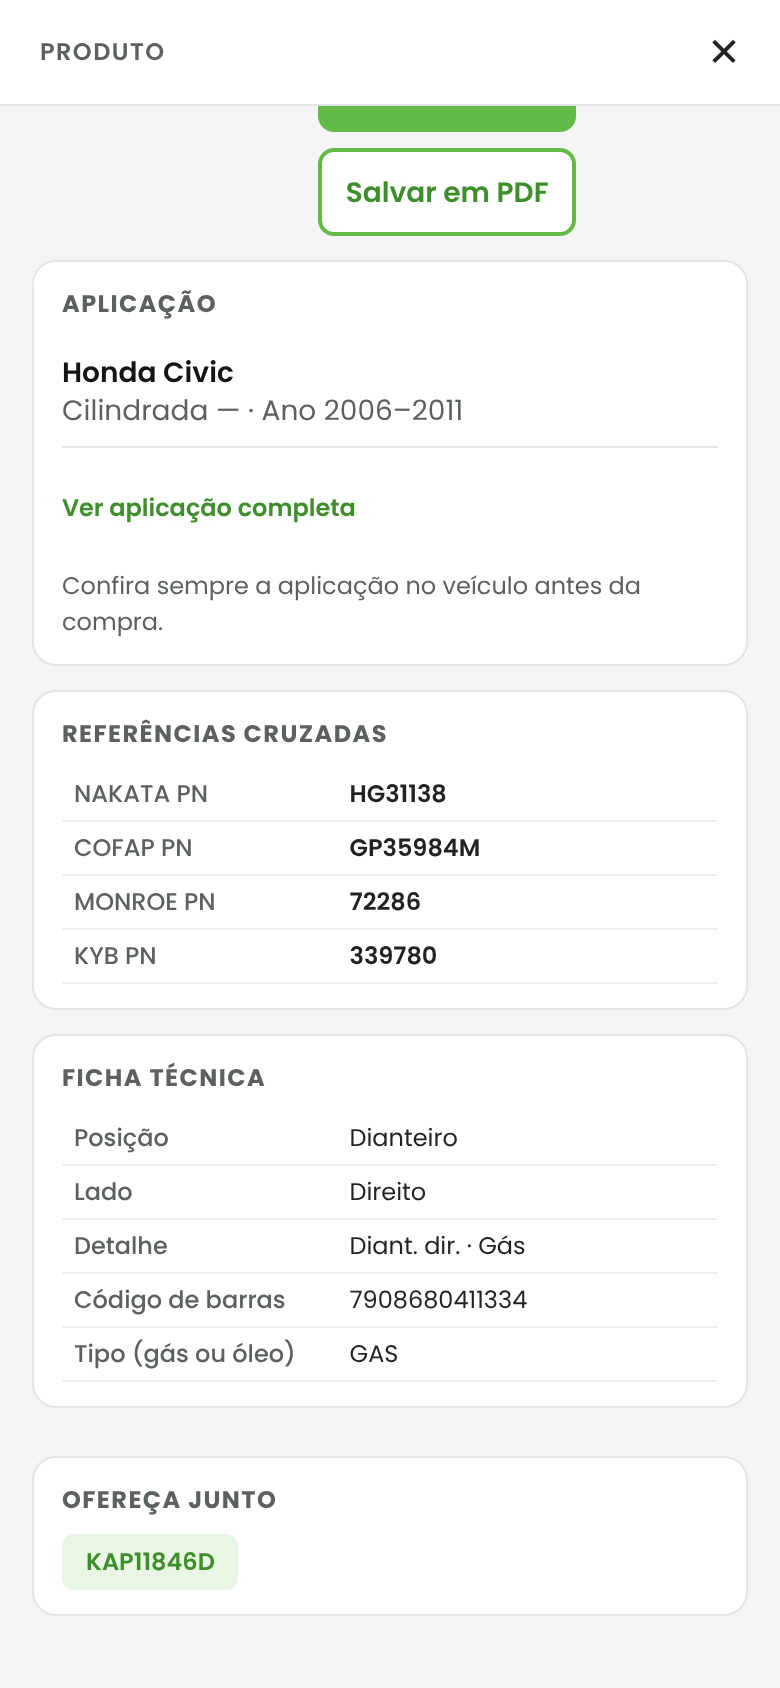 PRODUTO
Salvar em PDF
APLICAÇÃO
Honda Civic
Cilindrada — · Ano 2006–2011
Ver aplicação completa
Confira sempre a aplicação no veículo antes da
compra.
REFERÊNCIAS CRUZADAS
NAKATA PN HG31138
COFAP PN GP35984M
MONROE PN 72286
KYB PN 339780
FICHA TÉCNICA
Posição Dianteiro
Lado Direito
Detalhe Diant. dir. · Gás
Código de barras 7908680411334
Tipo (gás ou óleo) GAS
OFEREÇA JUNTO
KAP11846D